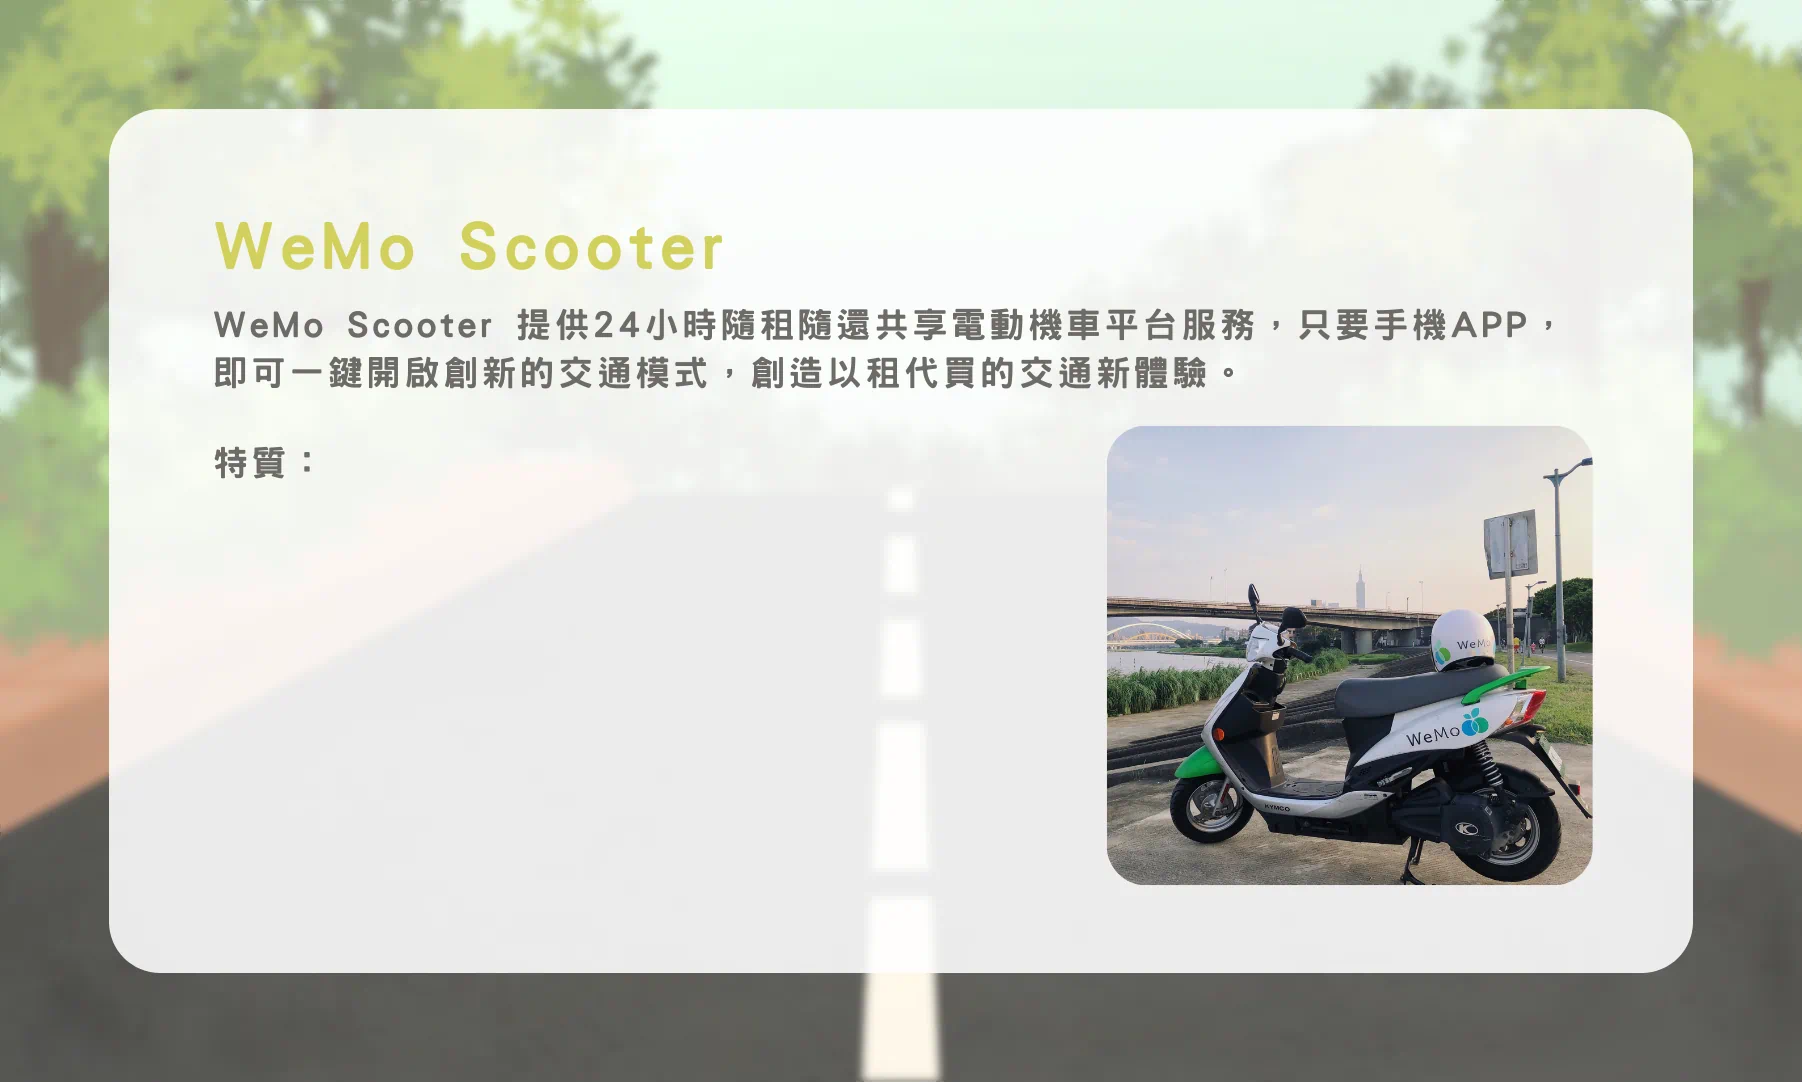 WeMo Scooter
WeMo Scooter 提供24小時隨租隨還共享電動機車平台服務，只要手機APP，
即可一鍵開啟創新的交通模式，創造以租代買的交通新體驗。
特質：
WeMo
WeMo
KYMCO